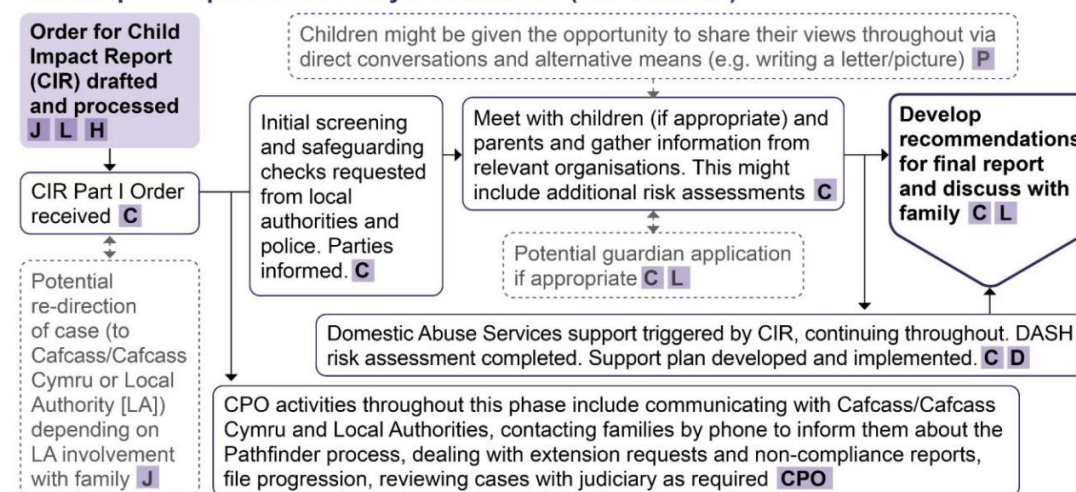 Order for Child
Impact Report
(CIR) drafted
and processed
J L H
Children might be given the opportunity to share their views throughout via
direct conversations and alternative means (e.g. writing a letter/picture) P
CIR Part I Order
received C
Initial screening
and safeguarding
checks requested
from local
authorities and
police. Parties
informed. C
Meet with children (if appropriate) and
parents and gather information from
relevant organisations. This might
include additional risk assessments C
Develop
recommendations
for final report
and discuss with
family C L
Potential
re-direction
of case (to
Cafcass/Cafcass
Cymru or Local
Authority [LA])
depending on
LA involvement
with family J
Potential guardian application
if appropriate C L
Domestic Abuse Services support triggered by CIR, continuing throughout. DASH
risk assessment completed. Support plan developed and implemented. C D
CPO activities throughout this phase include communicating with Cafcass/Cafcass
Cymru and Local Authorities, contacting families by phone to inform them about the
Pathfinder process, dealing with extension requests and non-compliance reports,
file progression, reviewing cases with judiciary as required CPO